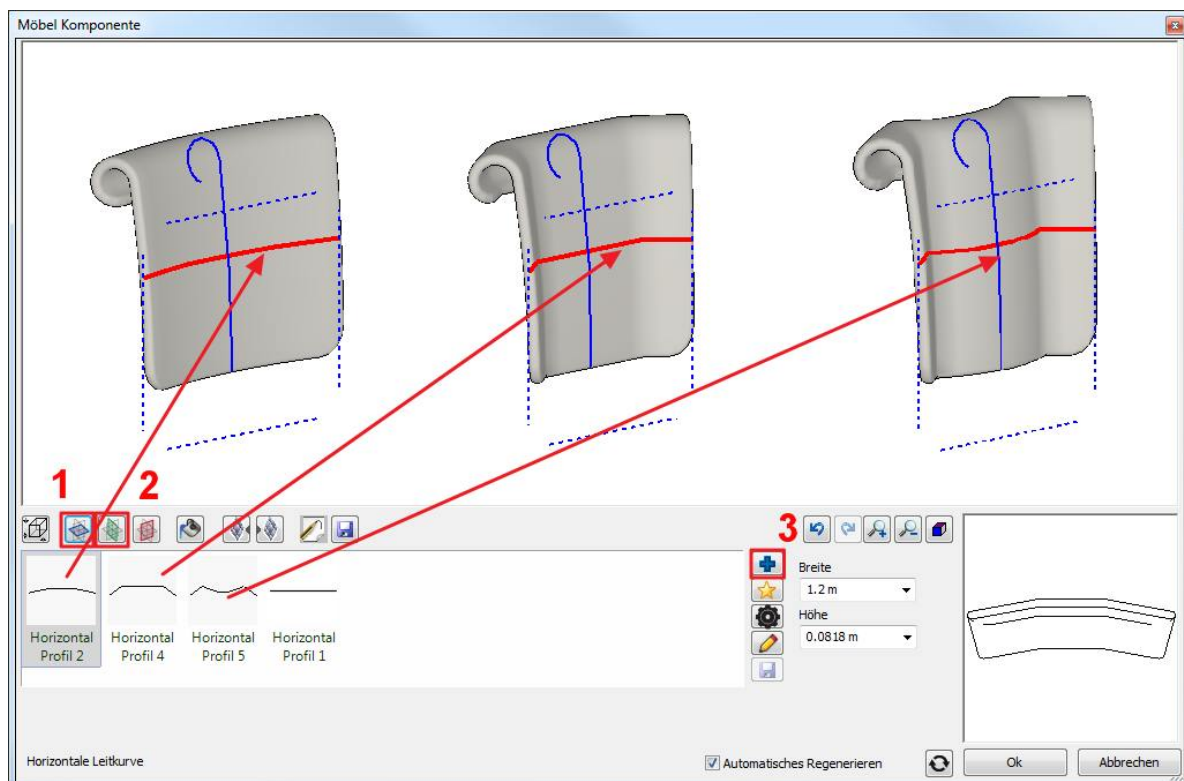 Möbel Komponente
1
2
3
Breite
1.2 m
Höhe
0.0818 m
Horizontal
Profil 2
Horizontal
Profil 4
Horizontal
Profil 5
Horizontal
Profil 1
Horizontale Leitkurve
Automatisches Regenerieren
Ok
Abbrechen